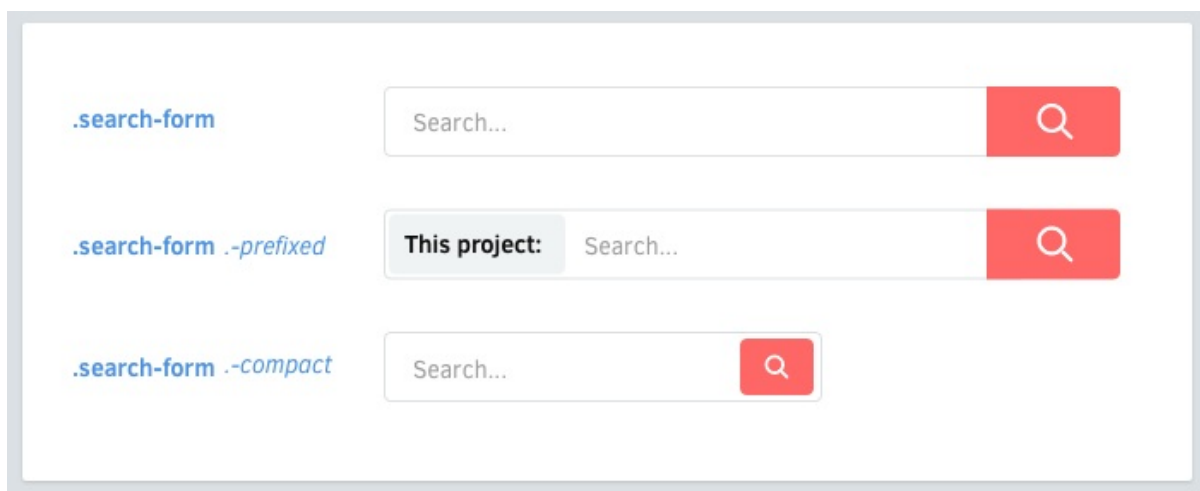 .search-form Search...
.search-form .-prefixed This project: Search...
.search-form .-compact Search...